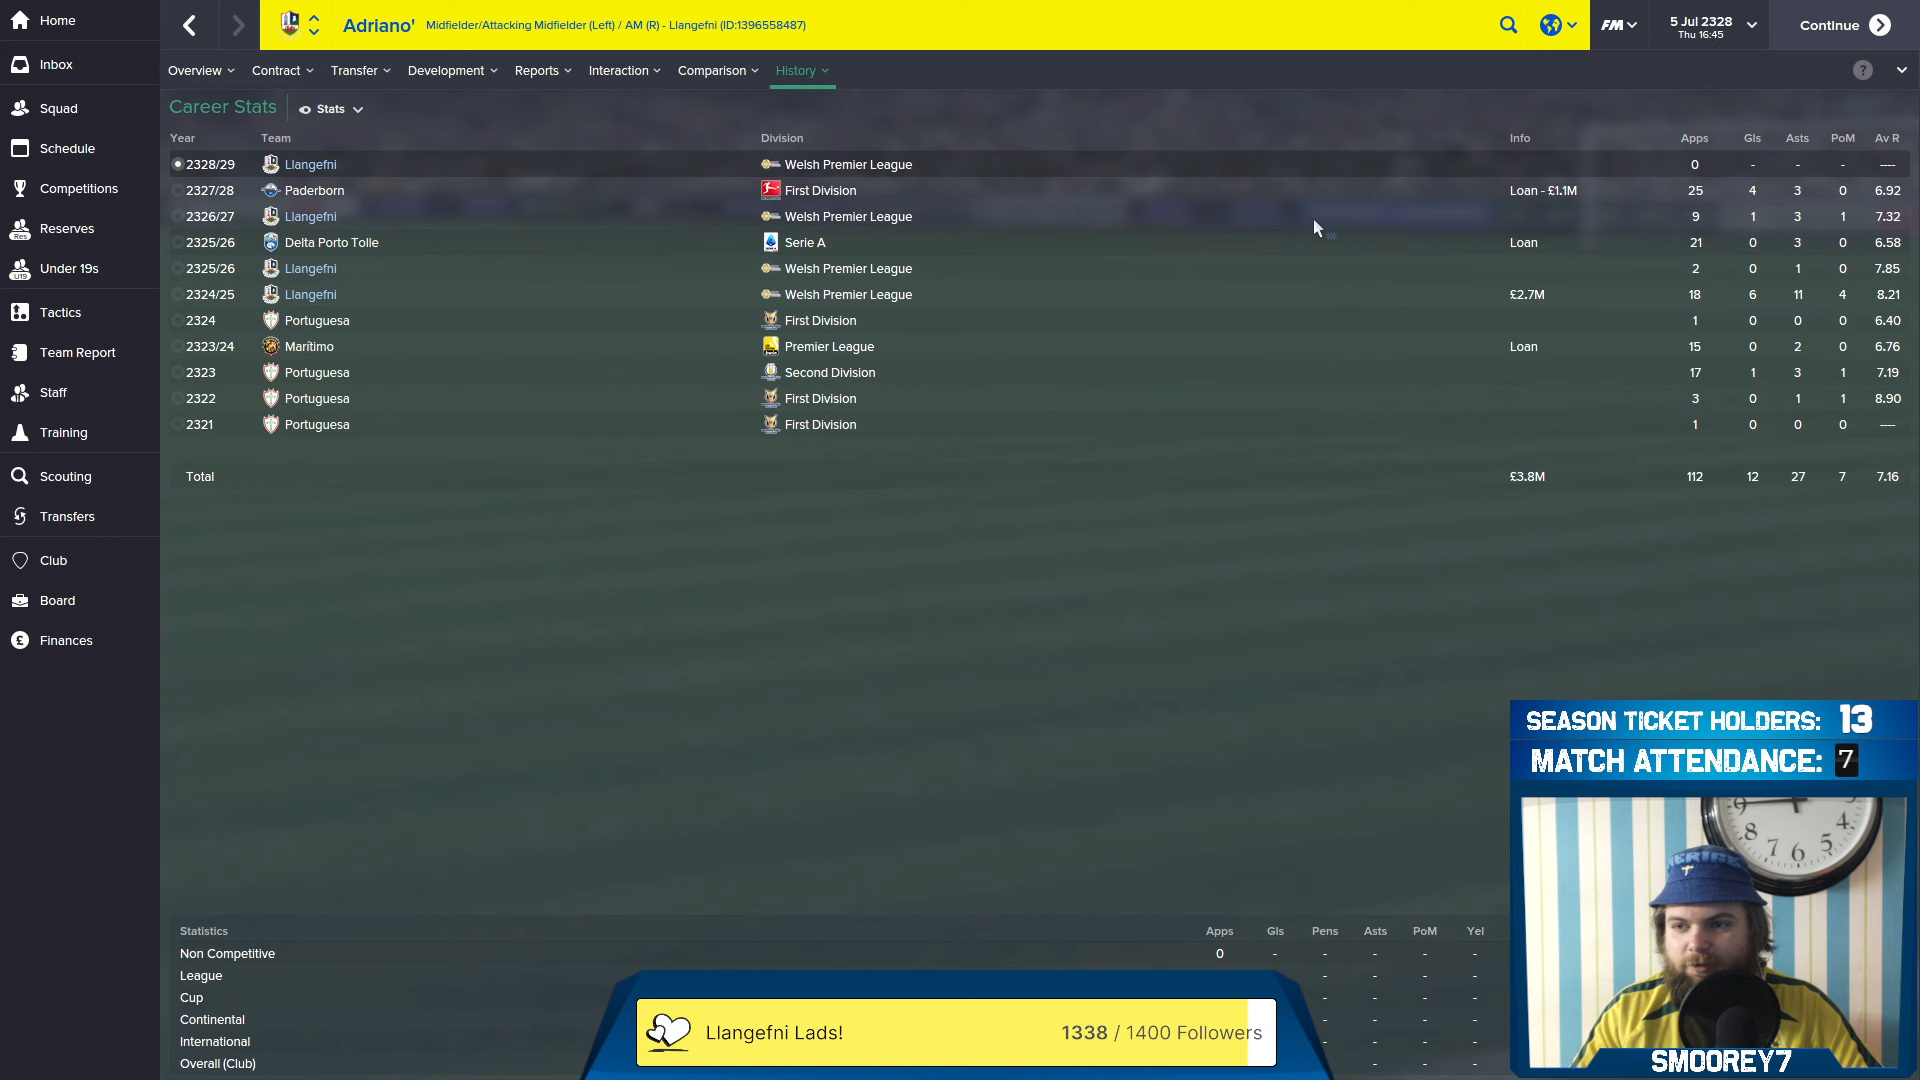 Home
Inbox
Squad
Schedule
Competitions
Reserves
Res
Under 19s
U19
Tactics
Team Report
Staff
Training
Scouting
Transfers
Club
Board
Finances
Adriano' Midfielder/Attacking Midfielder (Left) / AM (R) - Llangefni (ID:1396558487)
FM
5 Jul 2328
Thu 16:45
Continue
Overview Contract Transfer Development Reports Interaction Comparison History
?
Career Stats Stats
Year Team Division Info Apps Gls Asts PoM Av R
2328/29 Llangefni Welsh Premier League 0 - - - ----
2327/28 Paderborn First Division Loan - £1.1M 25 4 3 0 6.92
2326/27 Llangefni Welsh Premier League 9 1 3 1 7.32
2325/26 Delta Porto Tolle Serie A Loan 21 0 3 0 6.58
2325/26 Llangefni Welsh Premier League 2 0 1 0 7.85
2324/25 Llangefni Welsh Premier League £2.7M 18 6 11 4 8.21
2324 Portuguesa First Division 1 0 0 0 6.40
2323/24 Marítimo Premier League Loan 15 0 2 0 6.76
2323 Portuguesa Second Division 17 1 3 1 7.19
2322 Portuguesa First Division 3 0 1 1 8.90
2321 Portuguesa First Division 1 0 0 0 ----
Total £3.8M 112 12 27 7 7.16
Statistics Apps Gls Pens Asts PoM Yel
Non Competitive 0 - - - - -
League - - - -
Cup - - - -
Continental - - - -
International - - - -
Overall (Club) - - - -
Llangefni Lads! 1338 / 1400 Followers
SEASON TICKET HOLDERS: 13
MATCH ATTENDANCE: 7
9 8 7 6 5 4
SMOOREY7